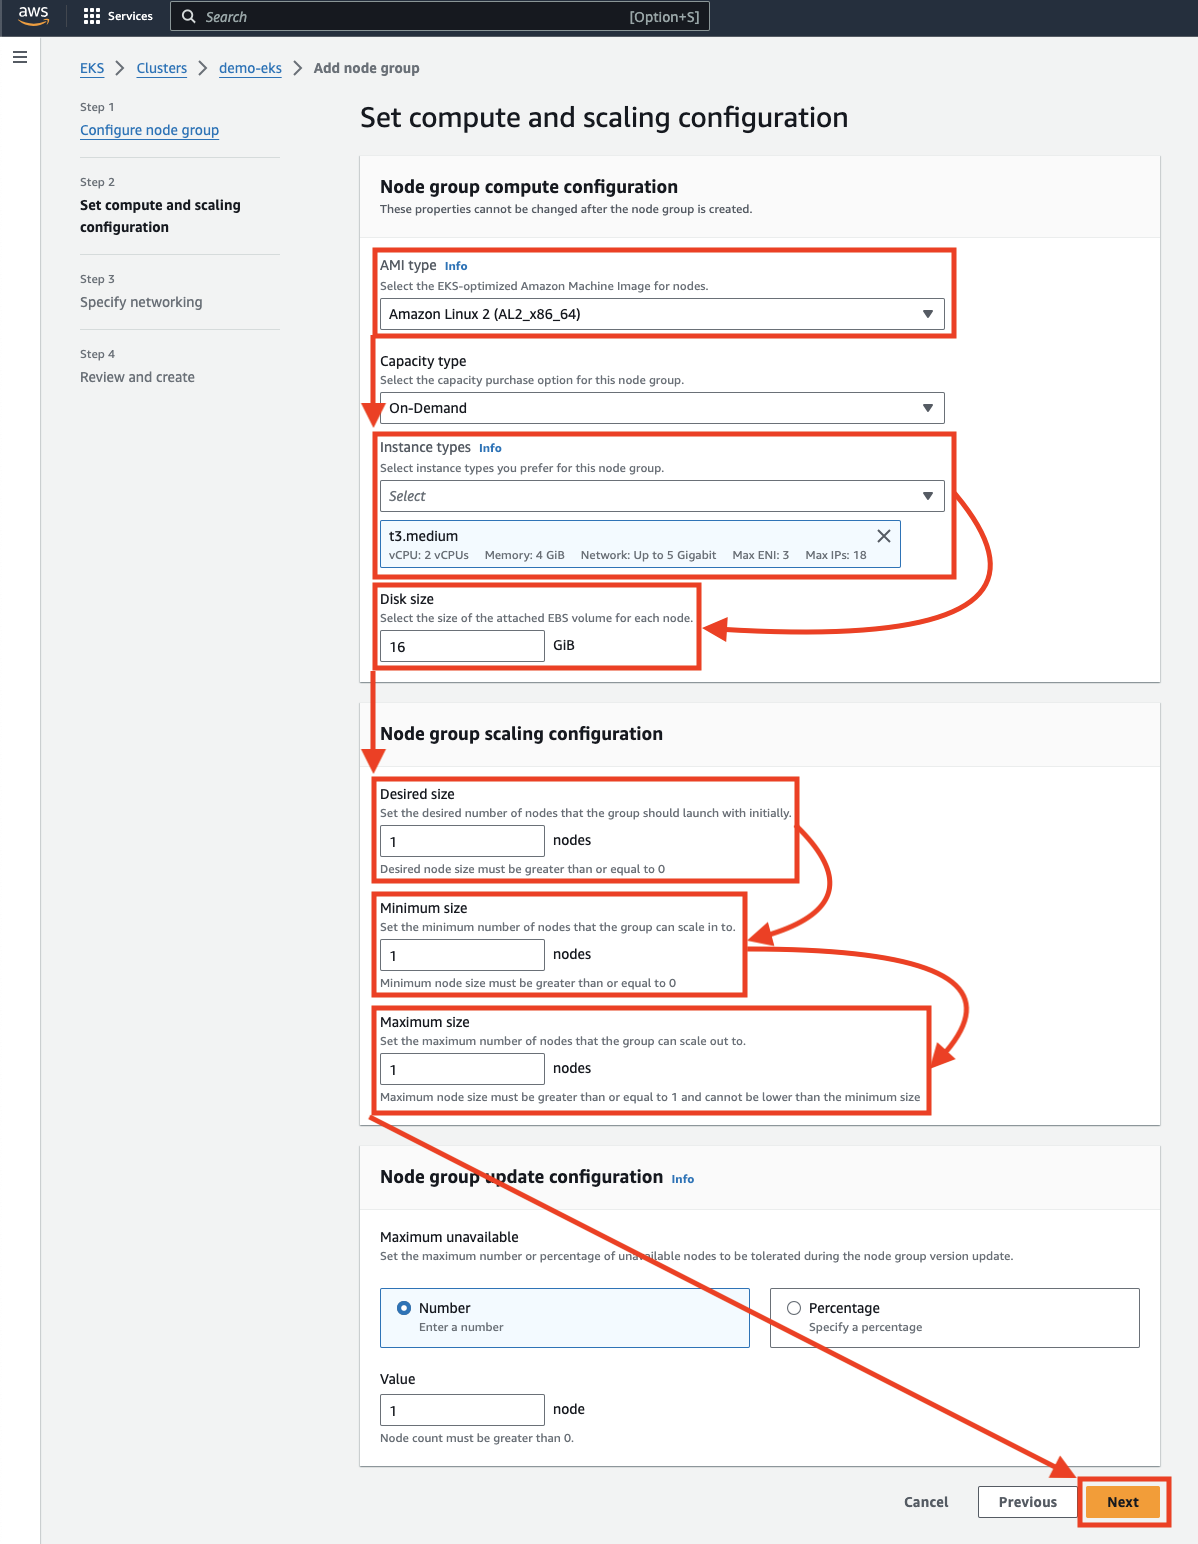 aws
Services
Search
[Option+S]
EKS
Clusters
demo-eks
Add node group
Step 1
Configure node group
Step 2
Set compute and scaling
configuration
Step 3
Specify networking
Step 4
Review and create
Set compute and scaling configuration
Node group compute configuration
These properties cannot be changed after the node group is created.
AMI type Info
Select the EKS-optimized Amazon Machine Image for nodes.
Amazon Linux 2 (AL2_x86_64)
Capacity type
Select the capacity purchase option for this node group.
On-Demand
Instance types Info
Select instance types you prefer for this node group.
Select
t3.medium
vCPU: 2 vCPUs Memory: 4 GiB Network: Up to 5 Gigabit Max ENI: 3 Max IPs: 18
Disk size
Select the size of the attached EBS volume for each node.
16 GiB
Node group scaling configuration
Desired size
Set the desired number of nodes that the group should launch with initially.
1 nodes
Desired node size must be greater than or equal to 0
Minimum size
Set the minimum number of nodes that the group can scale in to.
1 nodes
Minimum node size must be greater than or equal to 0
Maximum size
Set the maximum number of nodes that the group can scale out to.
1 nodes
Maximum node size must be greater than or equal to 1 and cannot be lower than the minimum size
Node group update configuration Info
Maximum unavailable
Set the maximum number or percentage of unavailable nodes to be tolerated during the node group version update.
Number
Enter a number
Percentage
Specify a percentage
Value
1 node
Node count must be greater than 0.
Cancel
Previous
Next